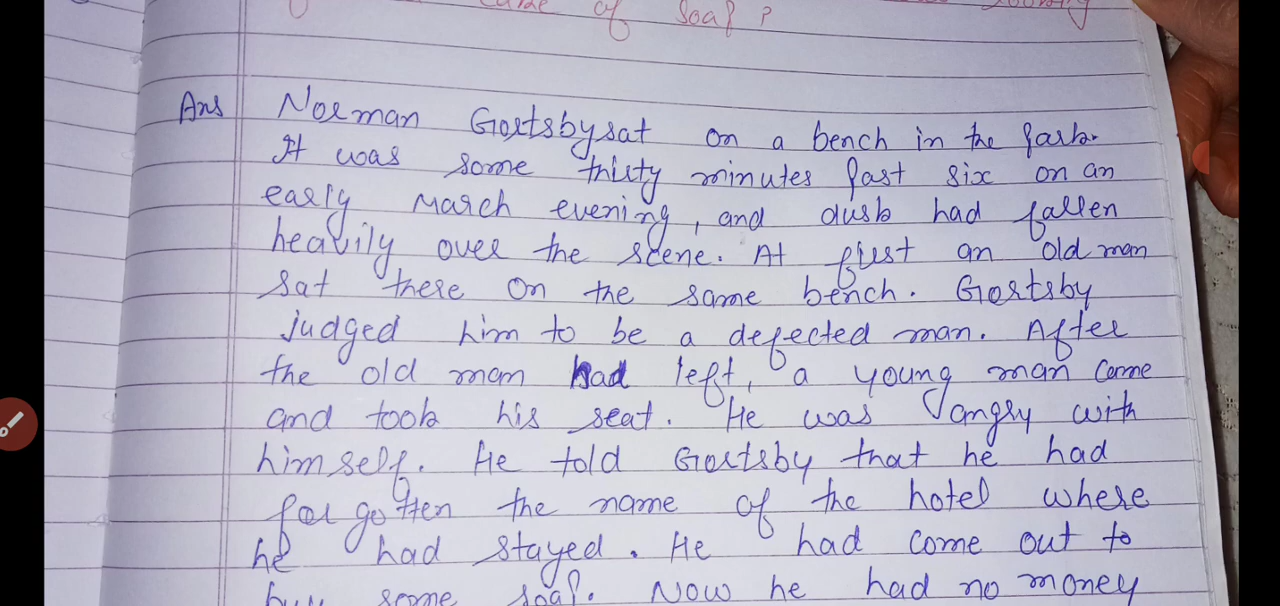 cake of soap?
Ans Norman Gortsby sat on a bench in the park.
It was some thirty minutes past six on an
early March evening, and dusk had fallen
heavily over the scene. At first an old man
sat there on the same bench. Gortsby
judged him to be a defected man. After
the old man had left, a young man came
and took his seat. He was angry with
himself. He told Gortsby that he had
forgotten the name of the hotel where
he had stayed. He had come out to
buy some soap. Now he had no money